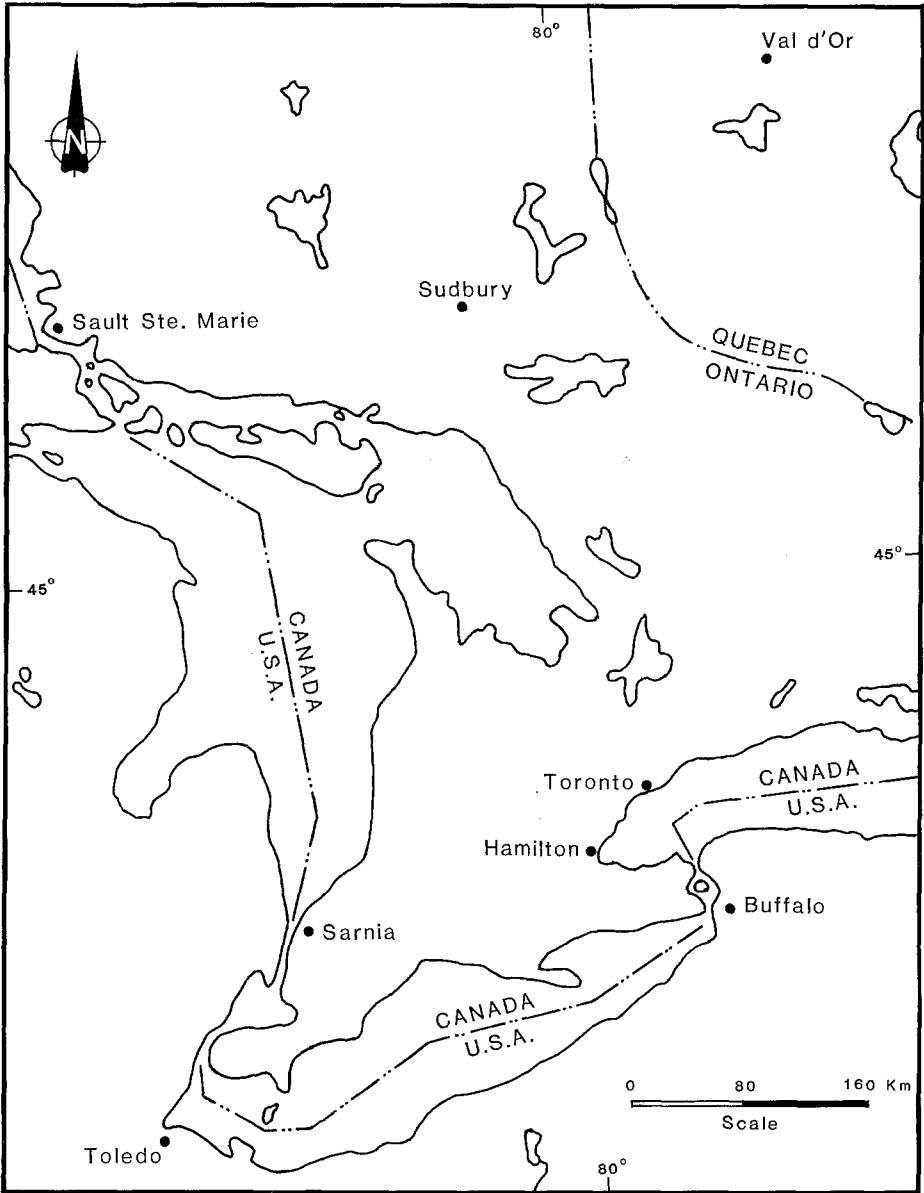 80°
Val d'Or
N
Sudbury
Sault Ste. Marie
QUEBEC
ONTARIO
45°
45°
CANADA
U.S.A.
Toronto
CANADA
U.S.A.
Hamilton
Buffalo
Sarnia
CANADA
U.S.A.
0 80 160 Km
Scale
Toledo
80°